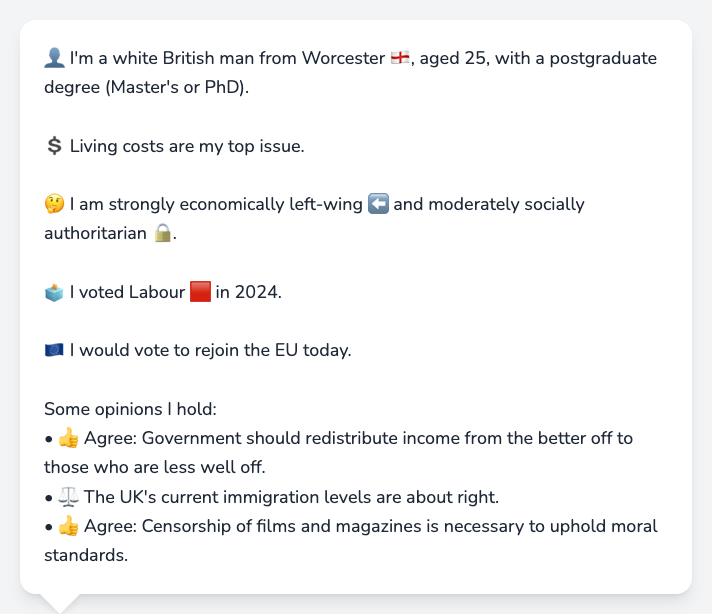 👤 I'm a white British man from Worcester 🏴󠁧󠁢󠁥󠁮󠁧󠁿, aged 25, with a postgraduate
degree (Master's or PhD).
💲 Living costs are my top issue.
🤔 I am strongly economically left-wing ⬅️ and moderately socially
authoritarian 🔒.
🗳️ I voted Labour 🟥 in 2024.
🇪🇺 I would vote to rejoin the EU today.
Some opinions I hold:
• 👍 Agree: Government should redistribute income from the better off to
those who are less well off.
• ⚖️ The UK's current immigration levels are about right.
• 👍 Agree: Censorship of films and magazines is necessary to uphold moral
standards.